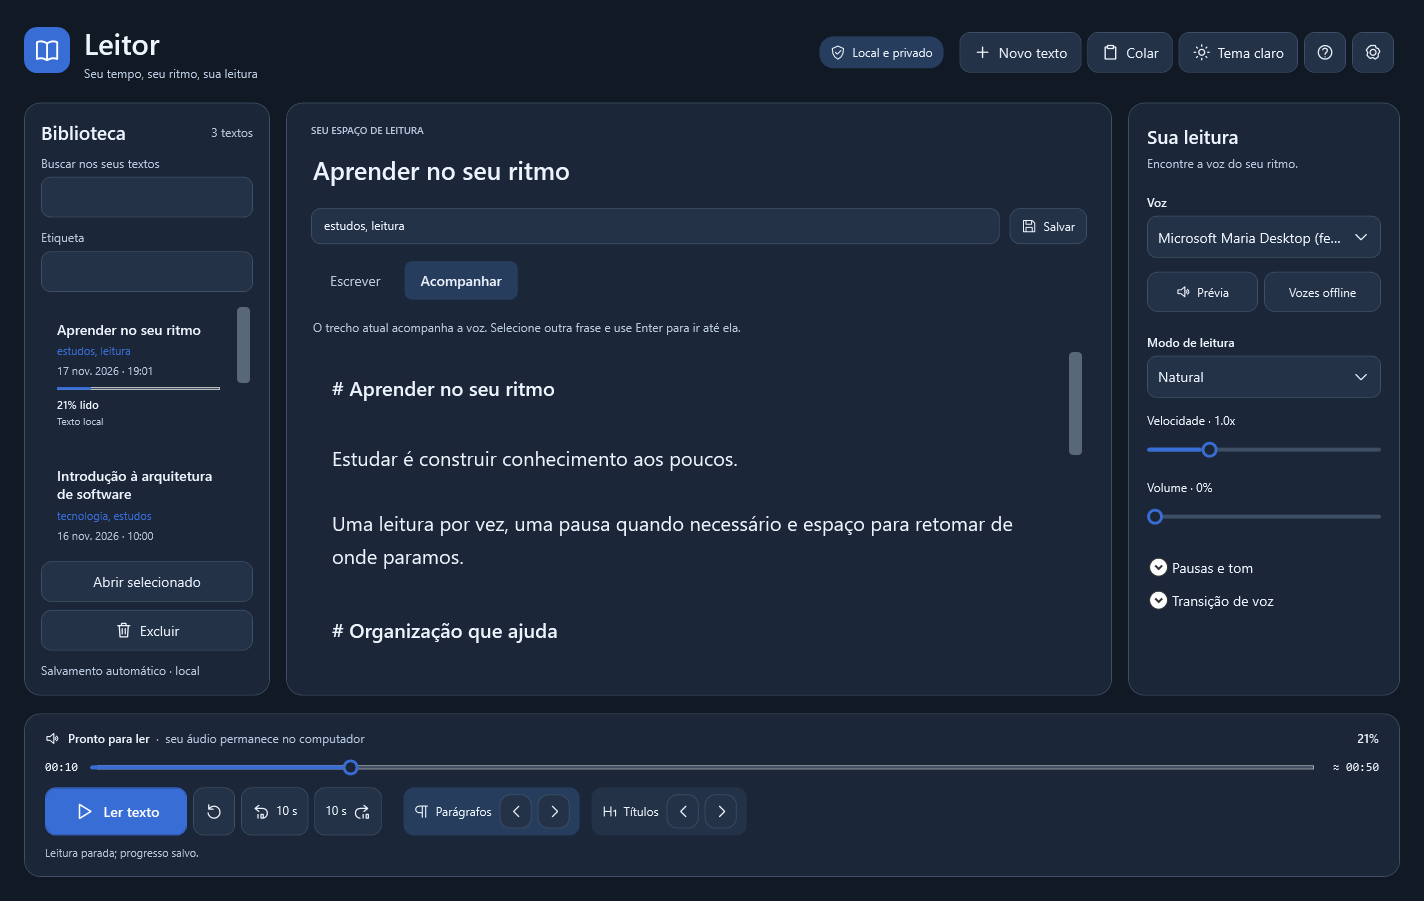 Leitor
Seu tempo, seu ritmo, sua leitura
Local e privado
Novo texto
Colar
Tema claro
Biblioteca
3 textos
Buscar nos seus textos
Etiqueta
Aprender no seu ritmo
estudos, leitura
17 nov. 2026 · 19:01
21% lido
Texto local
Introdução à arquitetura
de software
tecnologia, estudos
16 nov. 2026 · 10:00
Abrir selecionado
Excluir
Salvamento automático · local
SEU ESPAÇO DE LEITURA
Aprender no seu ritmo
estudos, leitura
Salvar
Escrever
Acompanhar
O trecho atual acompanha a voz. Selecione outra frase e use Enter para ir até ela.
# Aprender no seu ritmo
Estudar é construir conhecimento aos poucos.
Uma leitura por vez, uma pausa quando necessário e espaço para retomar de
onde paramos.
# Organização que ajuda
Sua leitura
Encontre a voz do seu ritmo.
Voz
Microsoft Maria Desktop (fe...
Prévia
Vozes offline
Modo de leitura
Natural
Velocidade · 1.0x
Volume · 0%
Pausas e tom
Transição de voz
Pronto para ler · seu áudio permanece no computador
21%
00:10
≈ 00:50
Ler texto
10 10 s
10 s 10
Parágrafos
H1 Títulos
Leitura parada; progresso salvo.